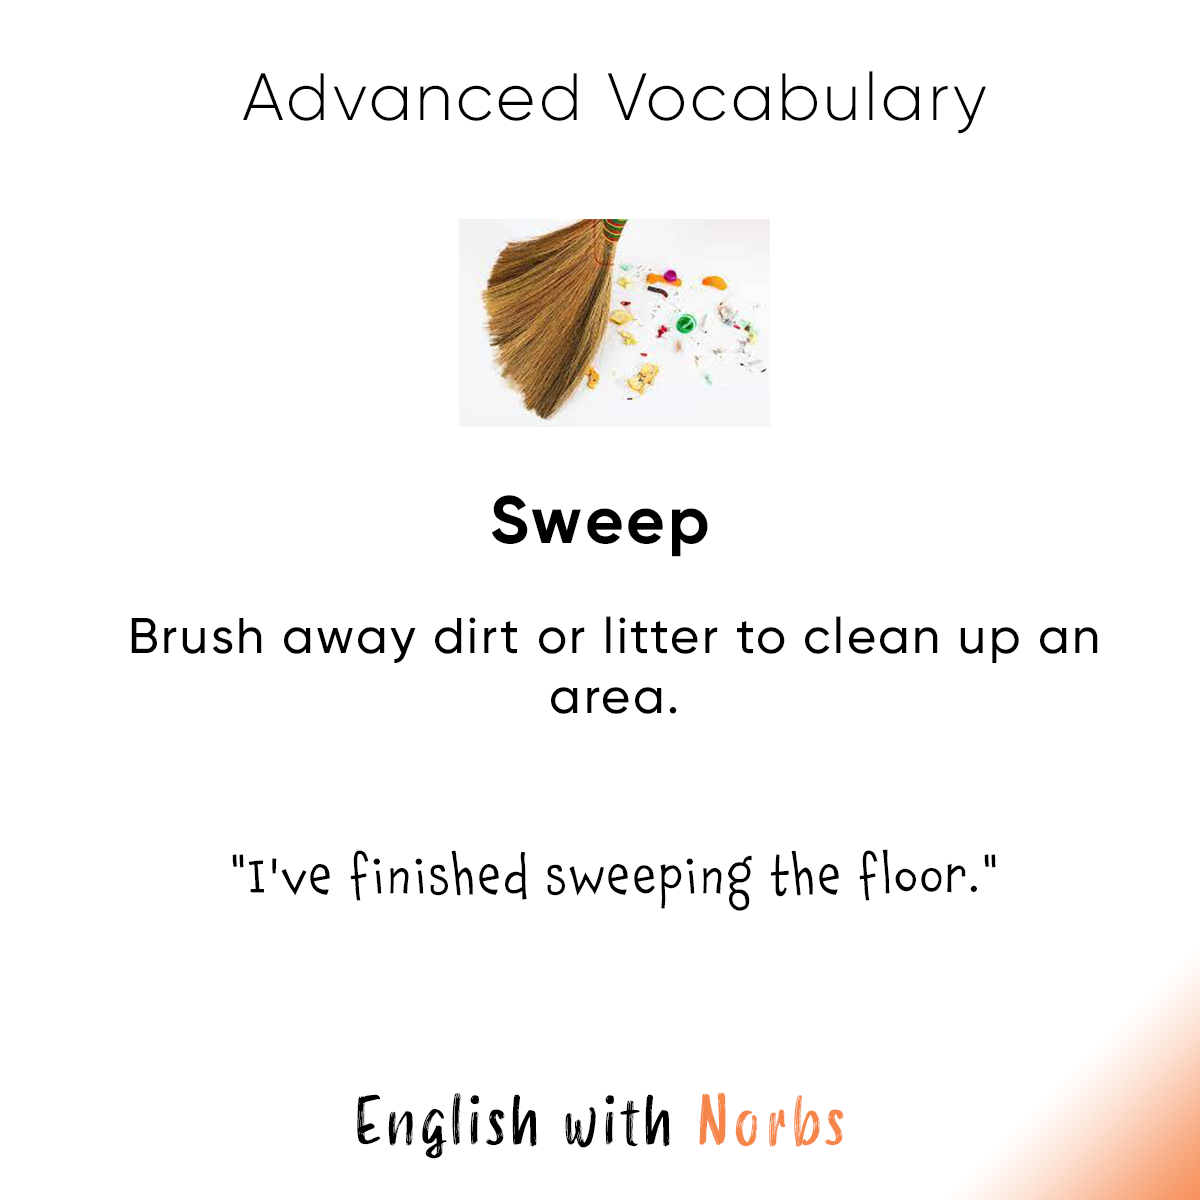 Advanced Vocabulary
Sweep
Brush away dirt or litter to clean up an
area.
"I've finished sweeping the floor."
English with Norbs